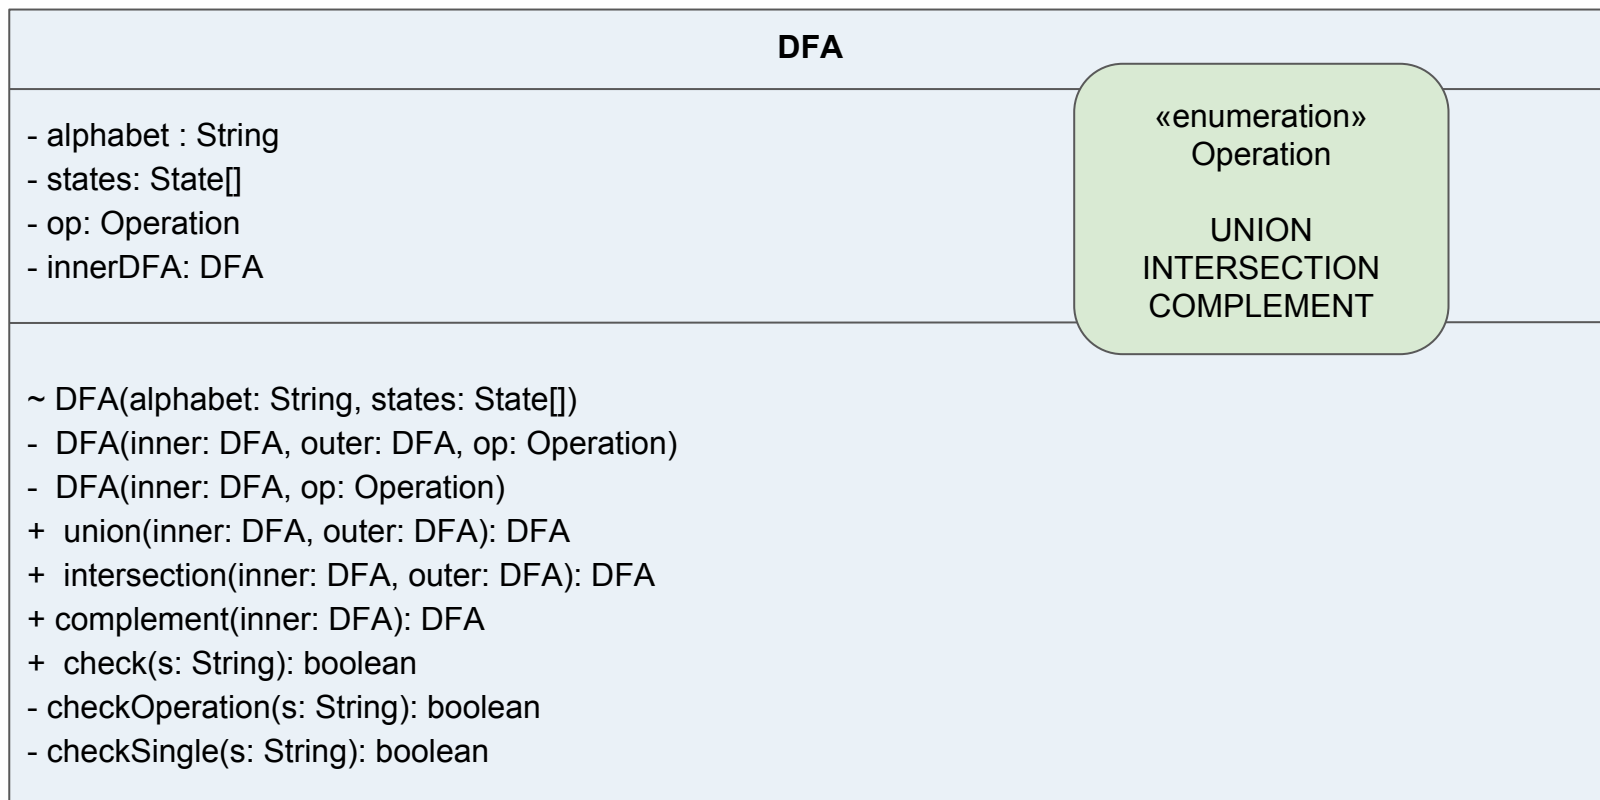 DFA
- alphabet : String
- states: State[]
- op: Operation
- innerDFA: DFA
«enumeration»
Operation
UNION
INTERSECTION
COMPLEMENT
~ DFA(alphabet: String, states: State[])
-  DFA(inner: DFA, outer: DFA, op: Operation)
-  DFA(inner: DFA, op: Operation)
+  union(inner: DFA, outer: DFA): DFA
+  intersection(inner: DFA, outer: DFA): DFA
+ complement(inner: DFA): DFA
+  check(s: String): boolean
- checkOperation(s: String): boolean
- checkSingle(s: String): boolean